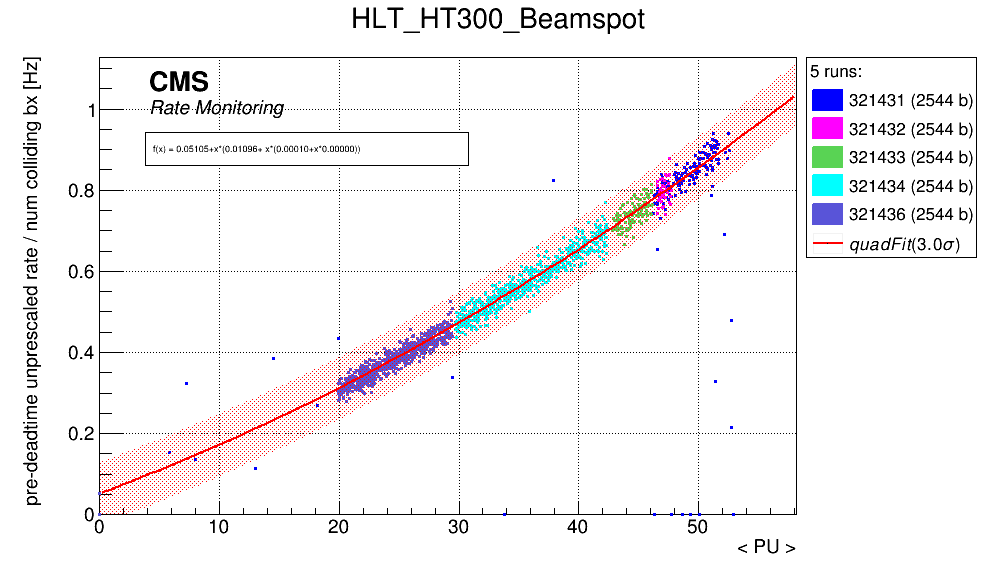 HLT_HT300_Beamspot
pre-deadtime unprescaled rate / num colliding bx [Hz]
CMS
Rate Monitoring
f(x) = 0.05105+x*(0.01096+ x*(0.00010+x*0.00000))
1
0.8
0.6
0.4
0.2
0
0 10 20 30 40 50
< PU >
5 runs:
321431 (2544 b)
321432 (2544 b)
321433 (2544 b)
321434 (2544 b)
321436 (2544 b)
quadFit(3.0σ)